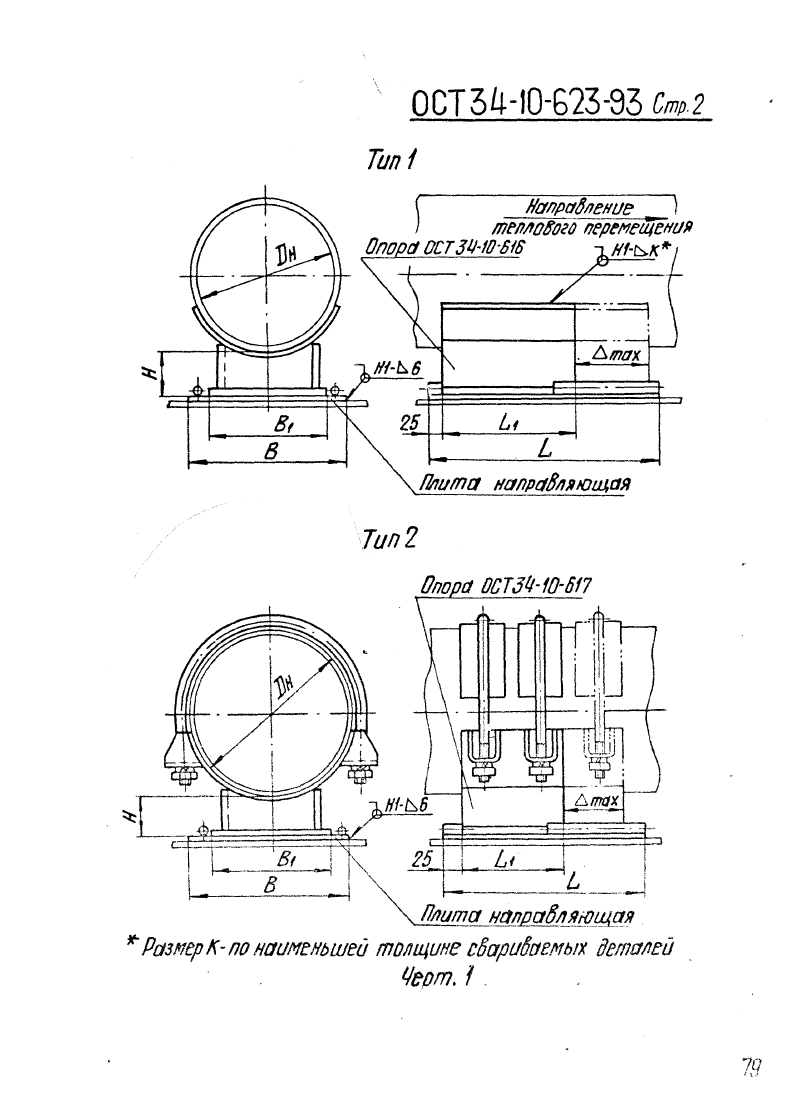 ОСТ 34-10-623-93 Стр. 2
Тип 1
Направление
теплового перемещения
Опора ОСТ 34-10-616
Н1-⊿К*
Dн
Δmax
H
Н1-⊿6
B1
B
25
L1
L
Плита направляющая
Тип 2
Опора ОСТ 34-10-617
Dн
H
Н1-⊿6
Δmax
B1
B
25
L1
L
Плита направляющая
* Размер К- по наименьшей толщине свариваемых деталей
Черт. 1
79